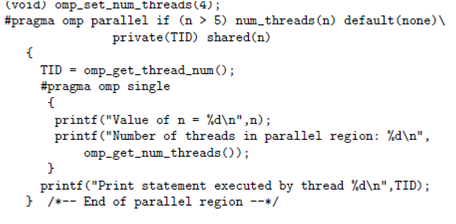 (void) omp_set_num_threads(4);
#pragma omp parallel if (n > 5) num_threads(n) default(none)\
private(TID) shared(n)
{
TID = omp_get_thread_num();
#pragma omp single
{
printf("Value of n = %d\n",n);
printf("Number of threads in parallel region: %d\n",
omp_get_num_threads());
}
printf("Print statement executed by thread %d\n",TID);
} /*-- End of parallel region --*/